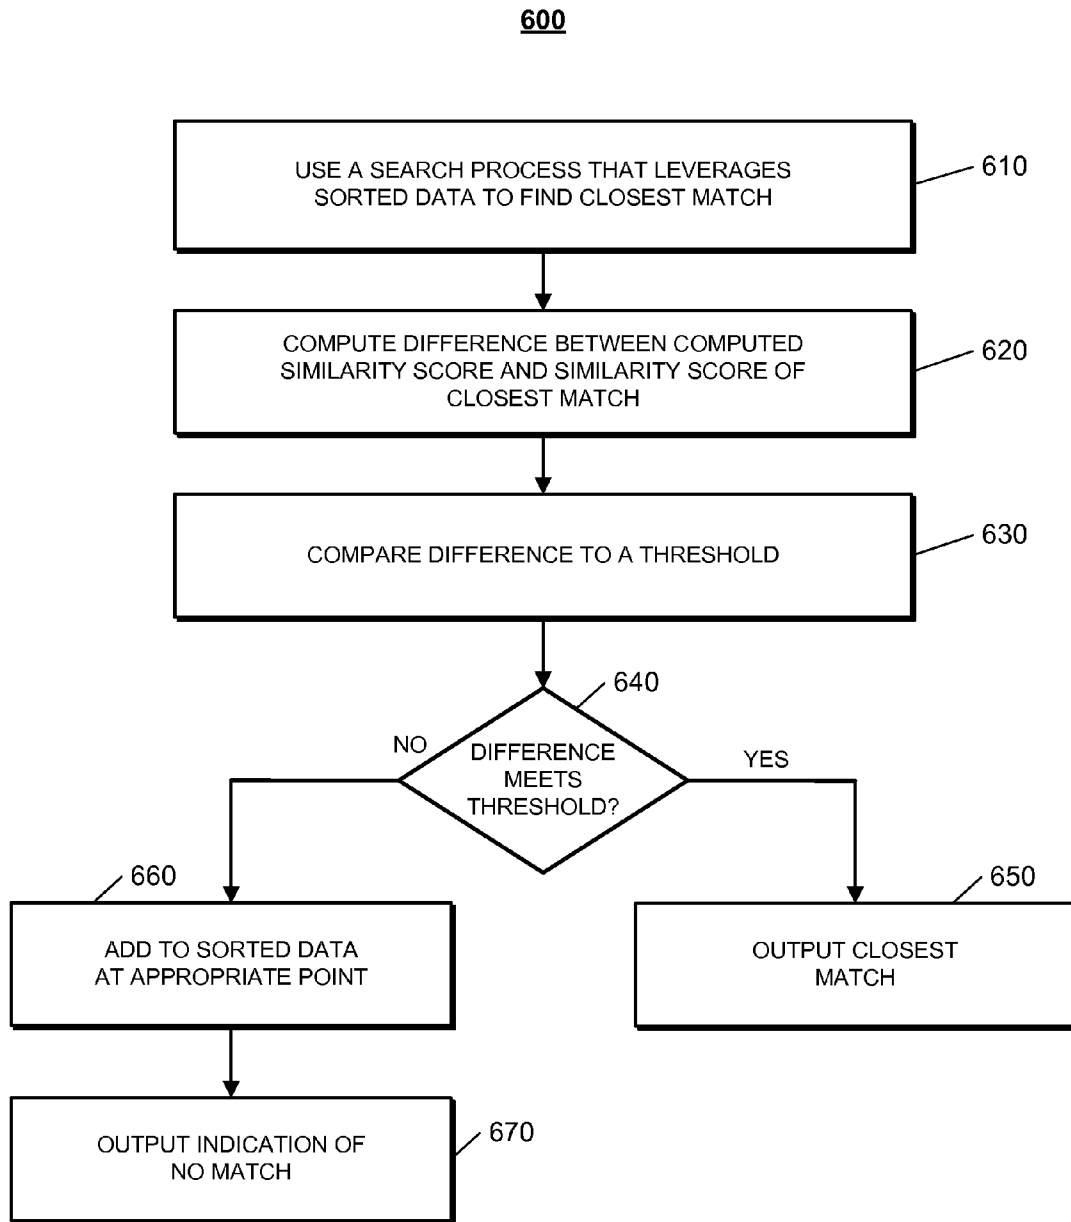 600
USE A SEARCH PROCESS THAT LEVERAGES
SORTED DATA TO FIND CLOSEST MATCH
610
COMPUTE DIFFERENCE BETWEEN COMPUTED
SIMILARITY SCORE AND SIMILARITY SCORE OF
CLOSEST MATCH
620
COMPARE DIFFERENCE TO A THRESHOLD
630
640
DIFFERENCE
MEETS
THRESHOLD?
NO
YES
660
ADD TO SORTED DATA
AT APPROPRIATE POINT
650
OUTPUT CLOSEST
MATCH
OUTPUT INDICATION OF
NO MATCH
670